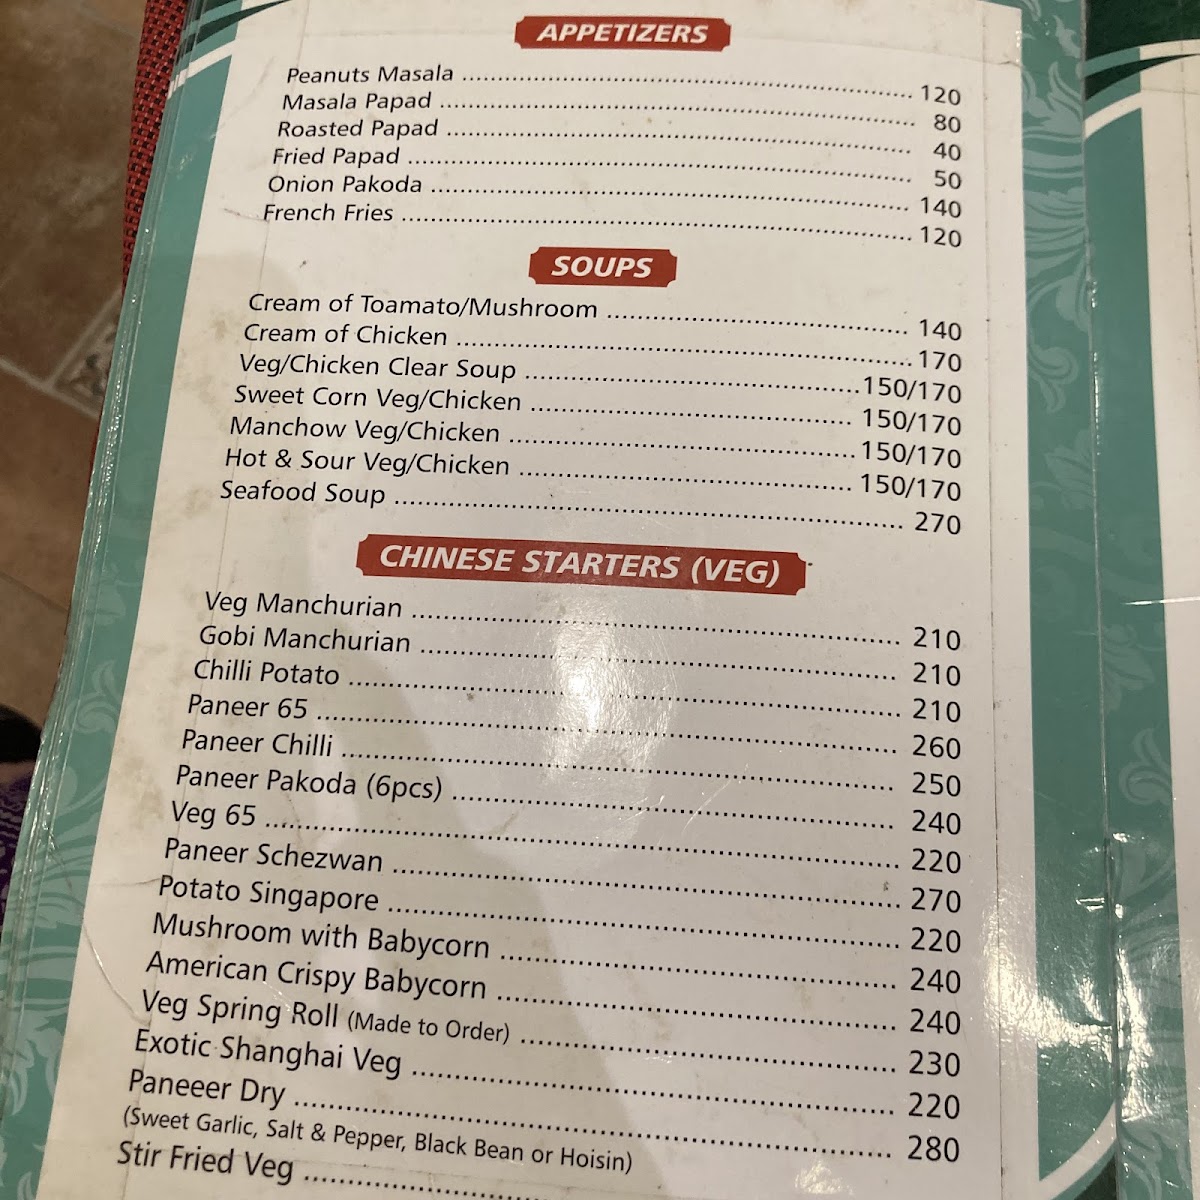 APPETIZERS
Peanuts Masala ........ 120
Masala Papad ........ 80
Roasted Papad ........ 40
Fried Papad ........ 50
Onion Pakoda ........ 140
French Fries ........ 120
SOUPS
Cream of Toamato/Mushroom ........ 140
Cream of Chicken ........ 170
Veg/Chicken Clear Soup ........ 150/170
Sweet Corn Veg/Chicken ........ 150/170
Manchow Veg/Chicken ........ 150/170
Hot & Sour Veg/Chicken ........ 150/170
Seafood Soup ........ 270
CHINESE STARTERS (VEG)
Veg Manchurian ........ 210
Gobi Manchurian ........ 210
Chilli Potato ........ 210
Paneer 65 ........ 260
Paneer Chilli ........ 250
Paneer Pakoda (6pcs) ........ 240
Veg 65 ........ 220
Paneer Schezwan ........ 270
Potato Singapore ........ 220
Mushroom with Babycorn ........ 240
American Crispy Babycorn ........ 240
Veg Spring Roll (Made to Order) ........ 230
Exotic Shanghai Veg ........ 220
Paneeer Dry ........ 280
(Sweet Garlic, Salt & Pepper, Black Bean or Hoisin)
Stir Fried Veg ........